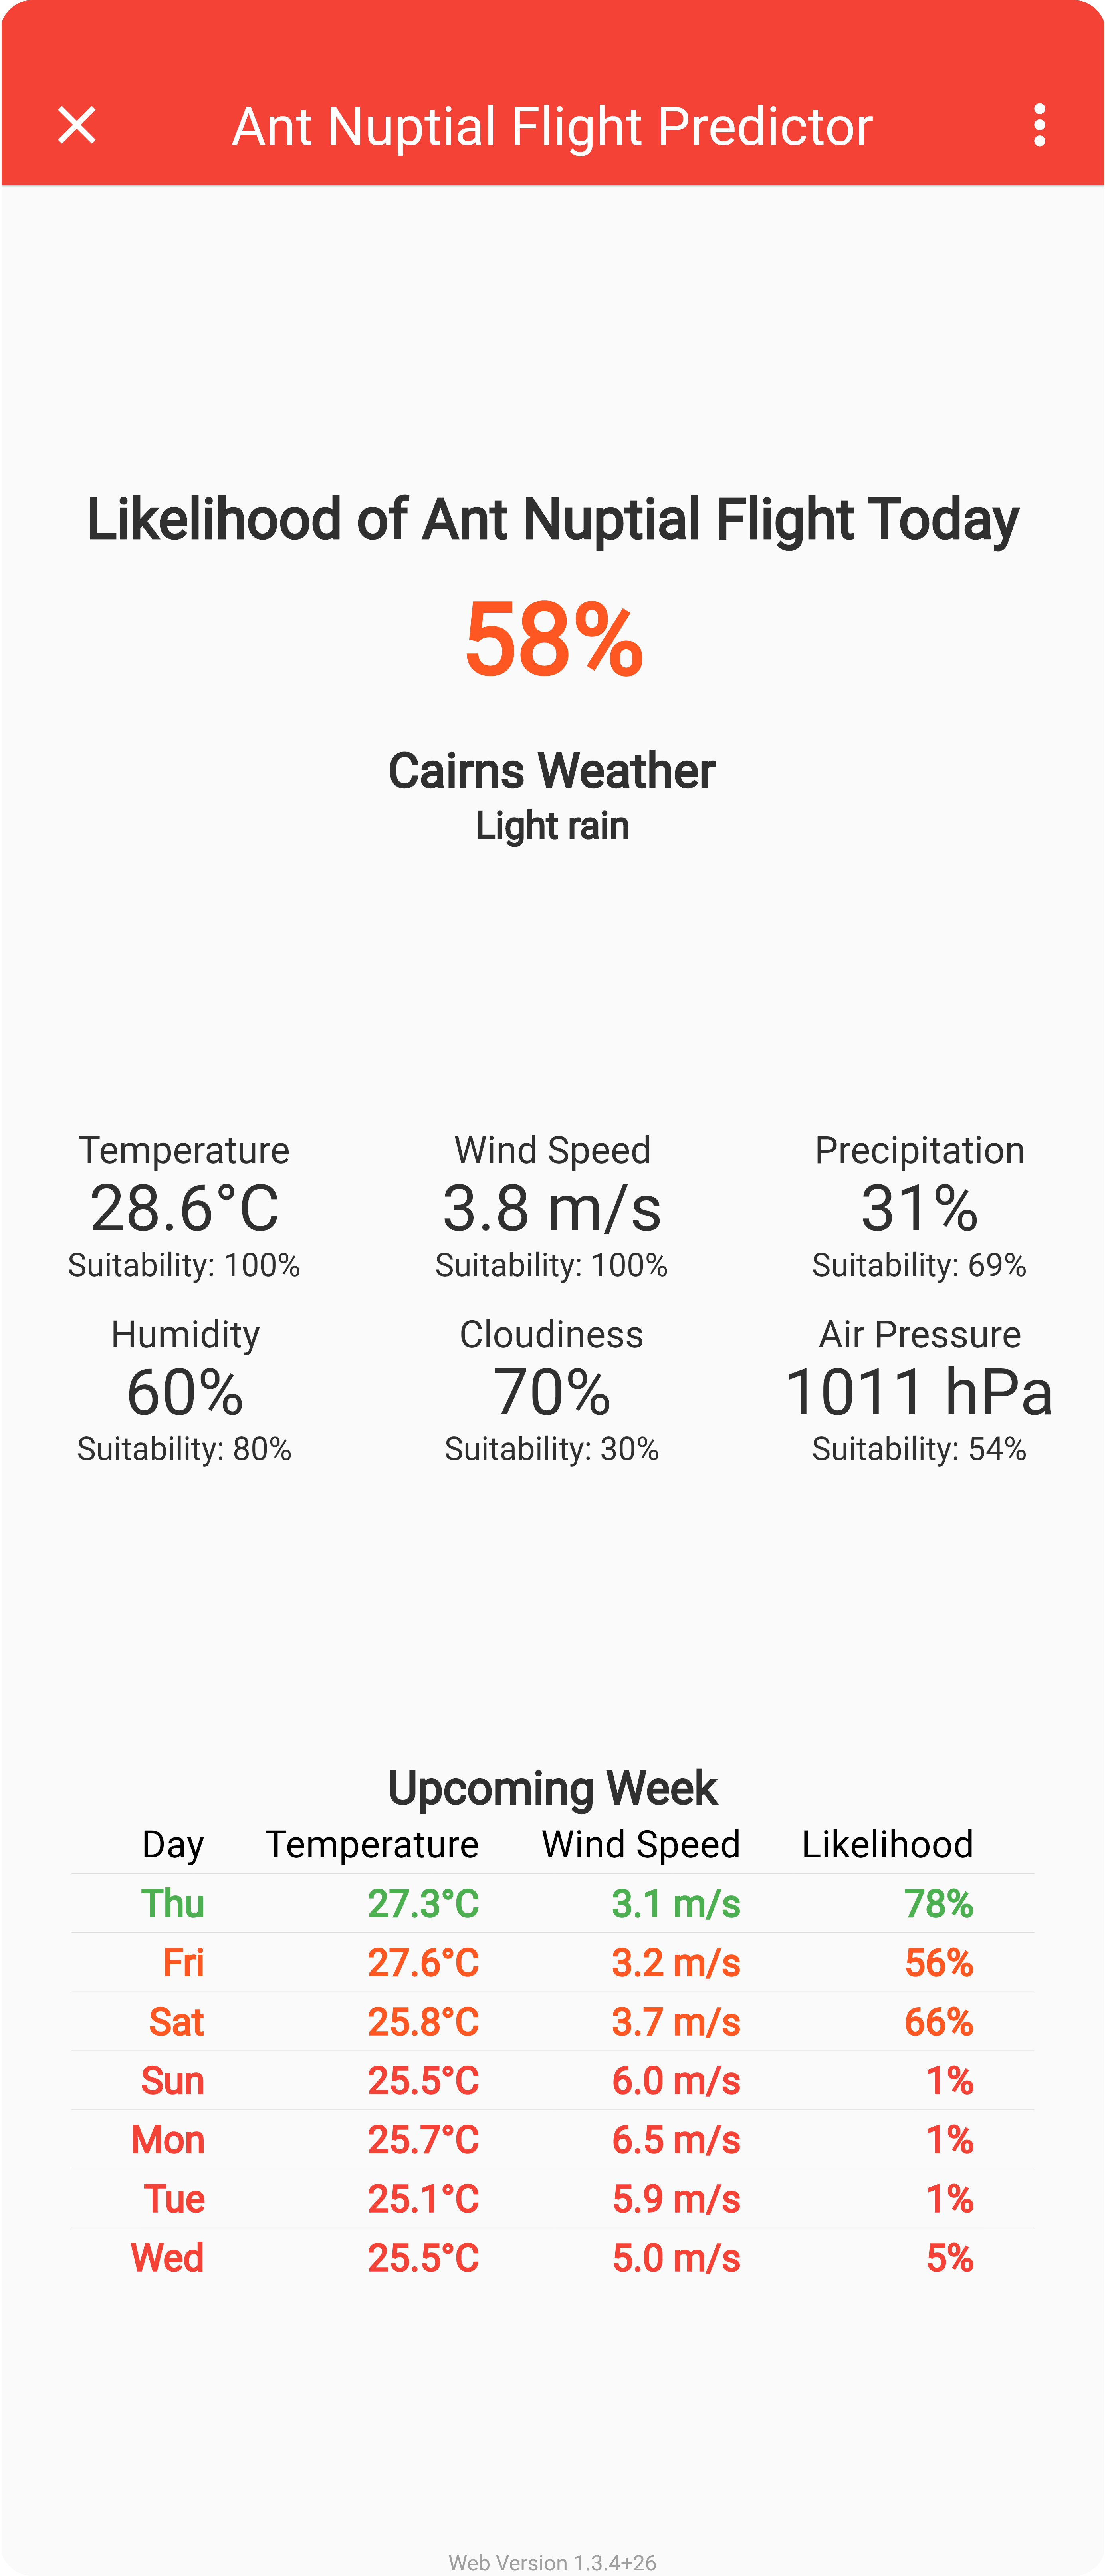 Ant Nuptial Flight Predictor
Likelihood of Ant Nuptial Flight Today
58%
Cairns Weather
Light rain
Temperature Wind Speed Precipitation
28.6°C 3.8 m/s 31%
Suitability: 100% Suitability: 100% Suitability: 69%
Humidity Cloudiness Air Pressure
60% 70% 1011 hPa
Suitability: 80% Suitability: 30% Suitability: 54%
Upcoming Week
Day Temperature Wind Speed Likelihood
Thu 27.3°C 3.1 m/s 78%
Fri 27.6°C 3.2 m/s 56%
Sat 25.8°C 3.7 m/s 66%
Sun 25.5°C 6.0 m/s 1%
Mon 25.7°C 6.5 m/s 1%
Tue 25.1°C 5.9 m/s 1%
Wed 25.5°C 5.0 m/s 5%
Web Version 1.3.4+26